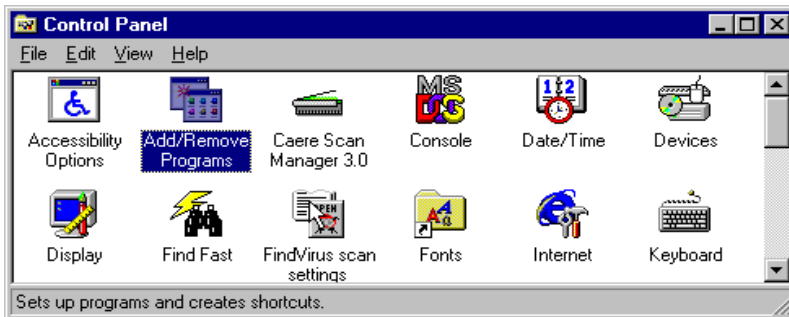 Control Panel
File Edit View Help
Accessibility Options
Add/Remove Programs
Caere Scan Manager 3.0
Console
Date/Time
Devices
Display
Find Fast
FindVirus scan settings
Fonts
Internet
Keyboard
Sets up programs and creates shortcuts.